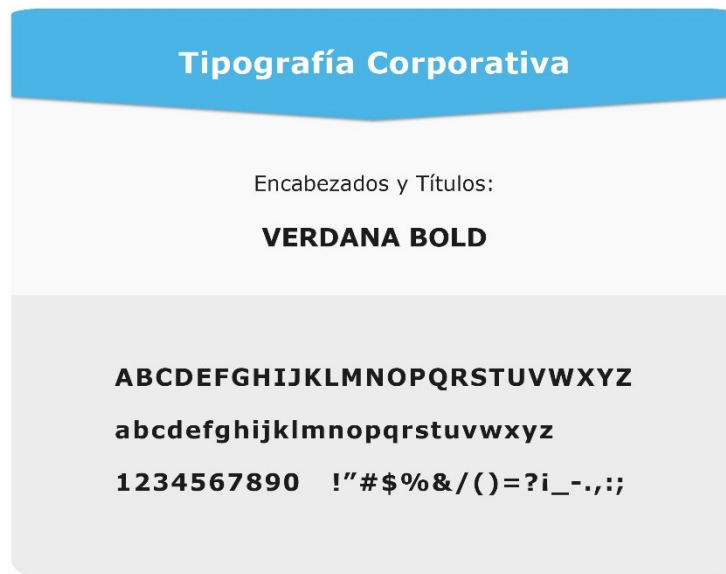 Tipografía Corporativa
Encabezados y Títulos:
VERDANA BOLD
ABCDEFGHIJKLMNOPQRSTUVWXYZ
abcdefghijklmnopqrstuvwxyz
1234567890 !”#$%&/()=?i_-.,:;